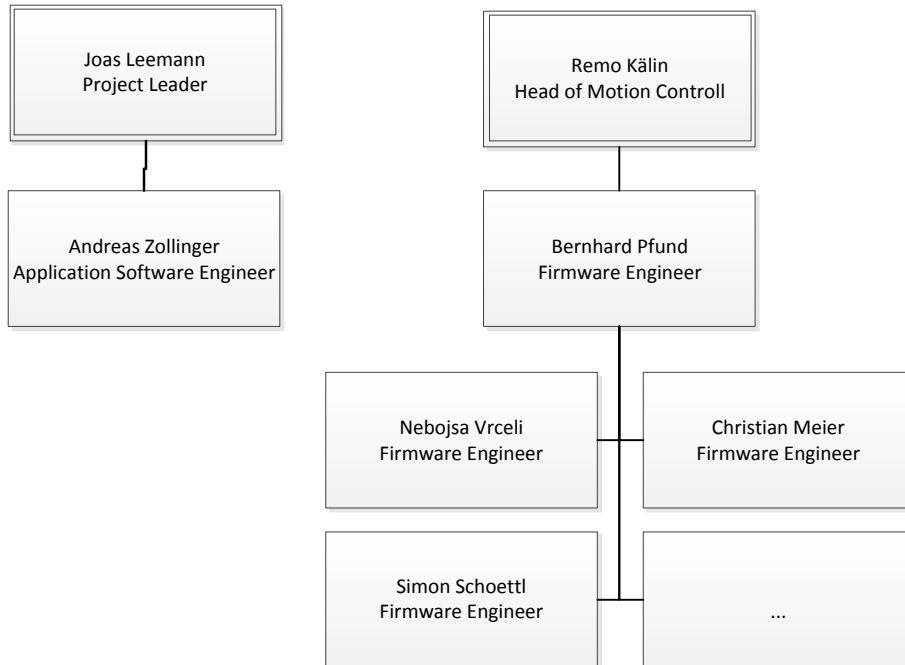 Joas Leemann
Project Leader
Remo Kälin
Head of Motion Controll
Andreas Zollinger
Application Software Engineer
Bernhard Pfund
Firmware Engineer
Nebojsa Vrceli
Firmware Engineer
Christian Meier
Firmware Engineer
Simon Schoettl
Firmware Engineer
...